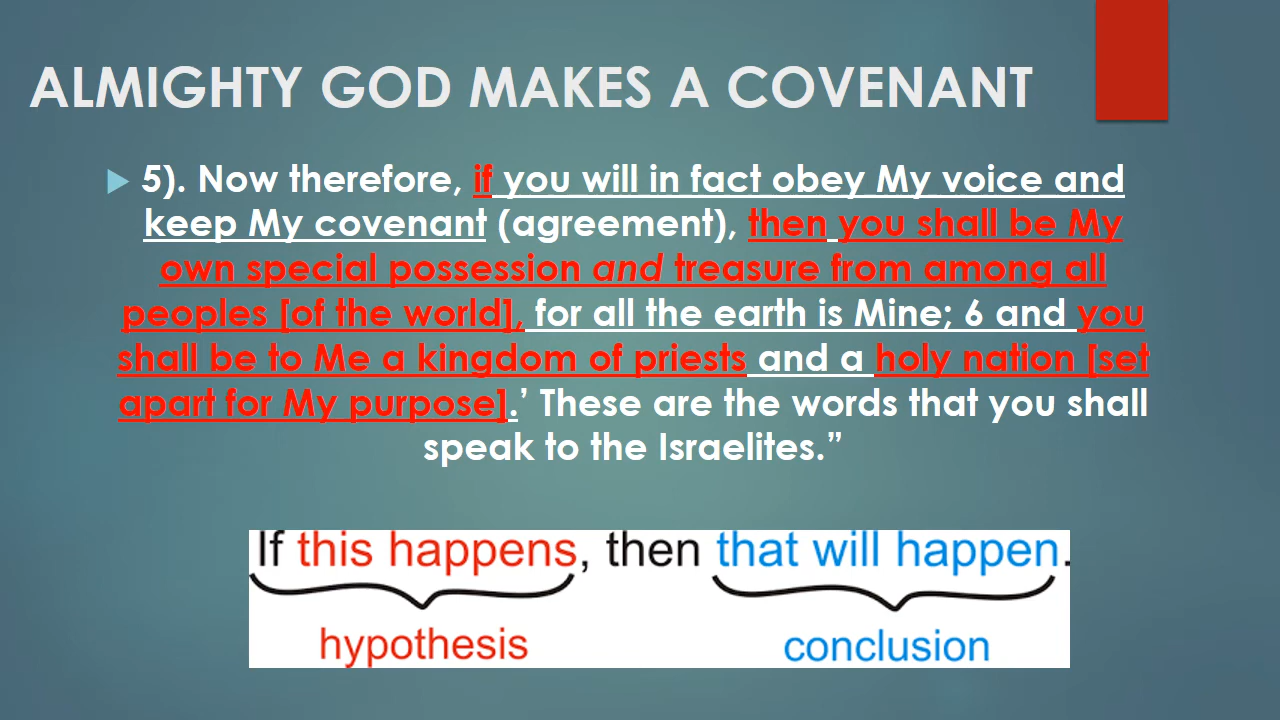 ALMIGHTY GOD MAKES A COVENANT
5). Now therefore, if you will in fact obey My voice and
keep My covenant (agreement), then you shall be My
own special possession and treasure from among all
peoples [of the world], for all the earth is Mine; 6 and you
shall be to Me a kingdom of priests and a holy nation [set
apart for My purpose].’ These are the words that you shall
speak to the Israelites.”
If this happens, then that will happen.
hypothesis conclusion